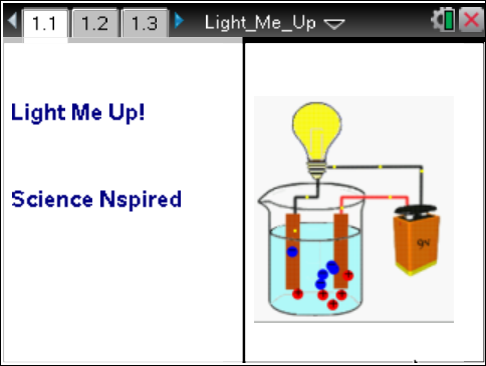 1.1 1.2 1.3 Light_Me_Up
Light Me Up!
Science Nspired
9V